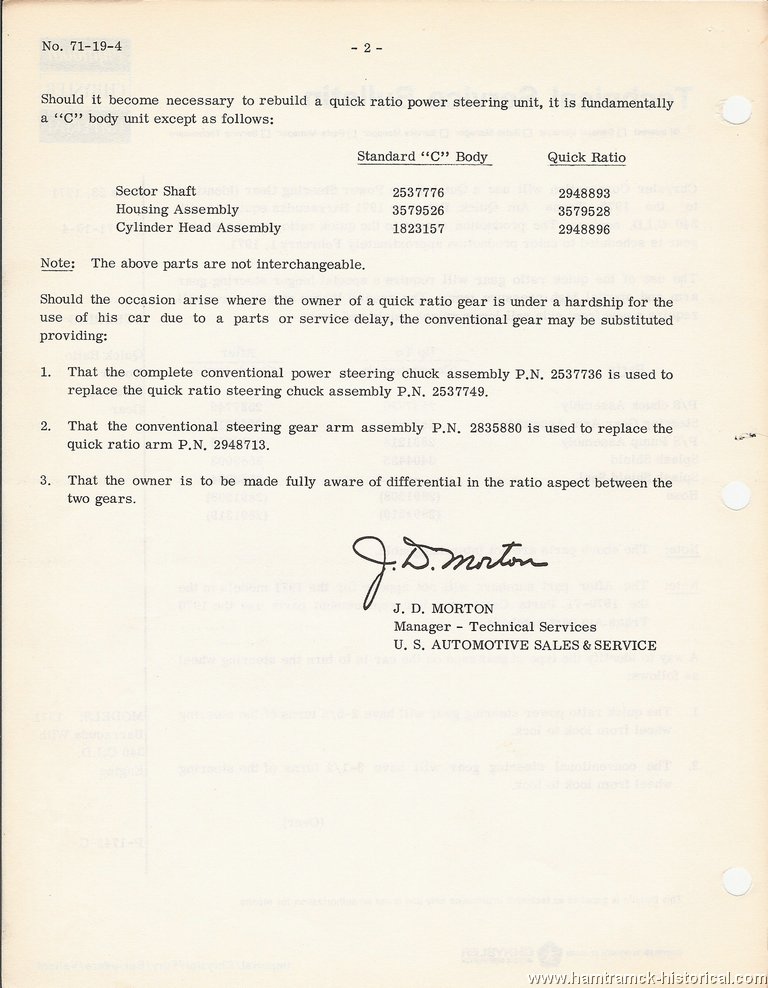 No. 71-19-4
- 2 -
Should it become necessary to rebuild a quick ratio power steering unit, it is fundamentally
a "C" body unit except as follows:
Standard "C" Body Quick Ratio
Sector Shaft 2537776 2948893
Housing Assembly 3579526 3579528
Cylinder Head Assembly 1823157 2948896
Note: The above parts are not interchangeable.
Should the occasion arise where the owner of a quick ratio gear is under a hardship for the
use of his car due to a parts or service delay, the conventional gear may be substituted
providing:
1. That the complete conventional power steering chuck assembly P.N. 2537736 is used to
replace the quick ratio steering chuck assembly P.N. 2537749.
2. That the conventional steering gear arm assembly P.N. 2835880 is used to replace the
quick ratio arm P.N. 2948713.
3. That the owner is to be made fully aware of differential in the ratio aspect between the
two gears.
J. D. Morton
J. D. MORTON
Manager - Technical Services
U. S. AUTOMOTIVE SALES & SERVICE
www.hamtramck-historical.com